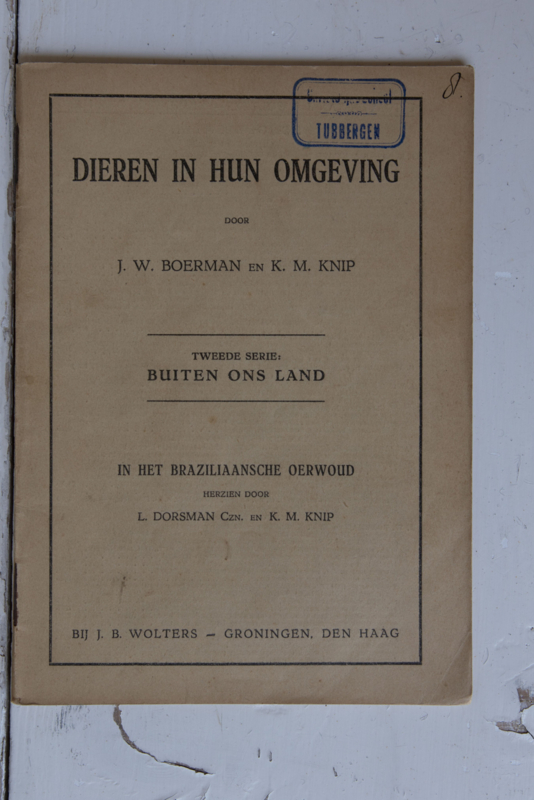 8.
TUBBERGEN
DIEREN IN HUN OMGEVING
DOOR
J. W. BOERMAN EN K. M. KNIP
TWEEDE SERIE:
BUITEN ONS LAND
IN HET BRAZILIAANSCHE OERWOUD
HERZIEN DOOR
L. DORSMAN CZN. EN K. M. KNIP
BIJ J. B. WOLTERS — GRONINGEN, DEN HAAG